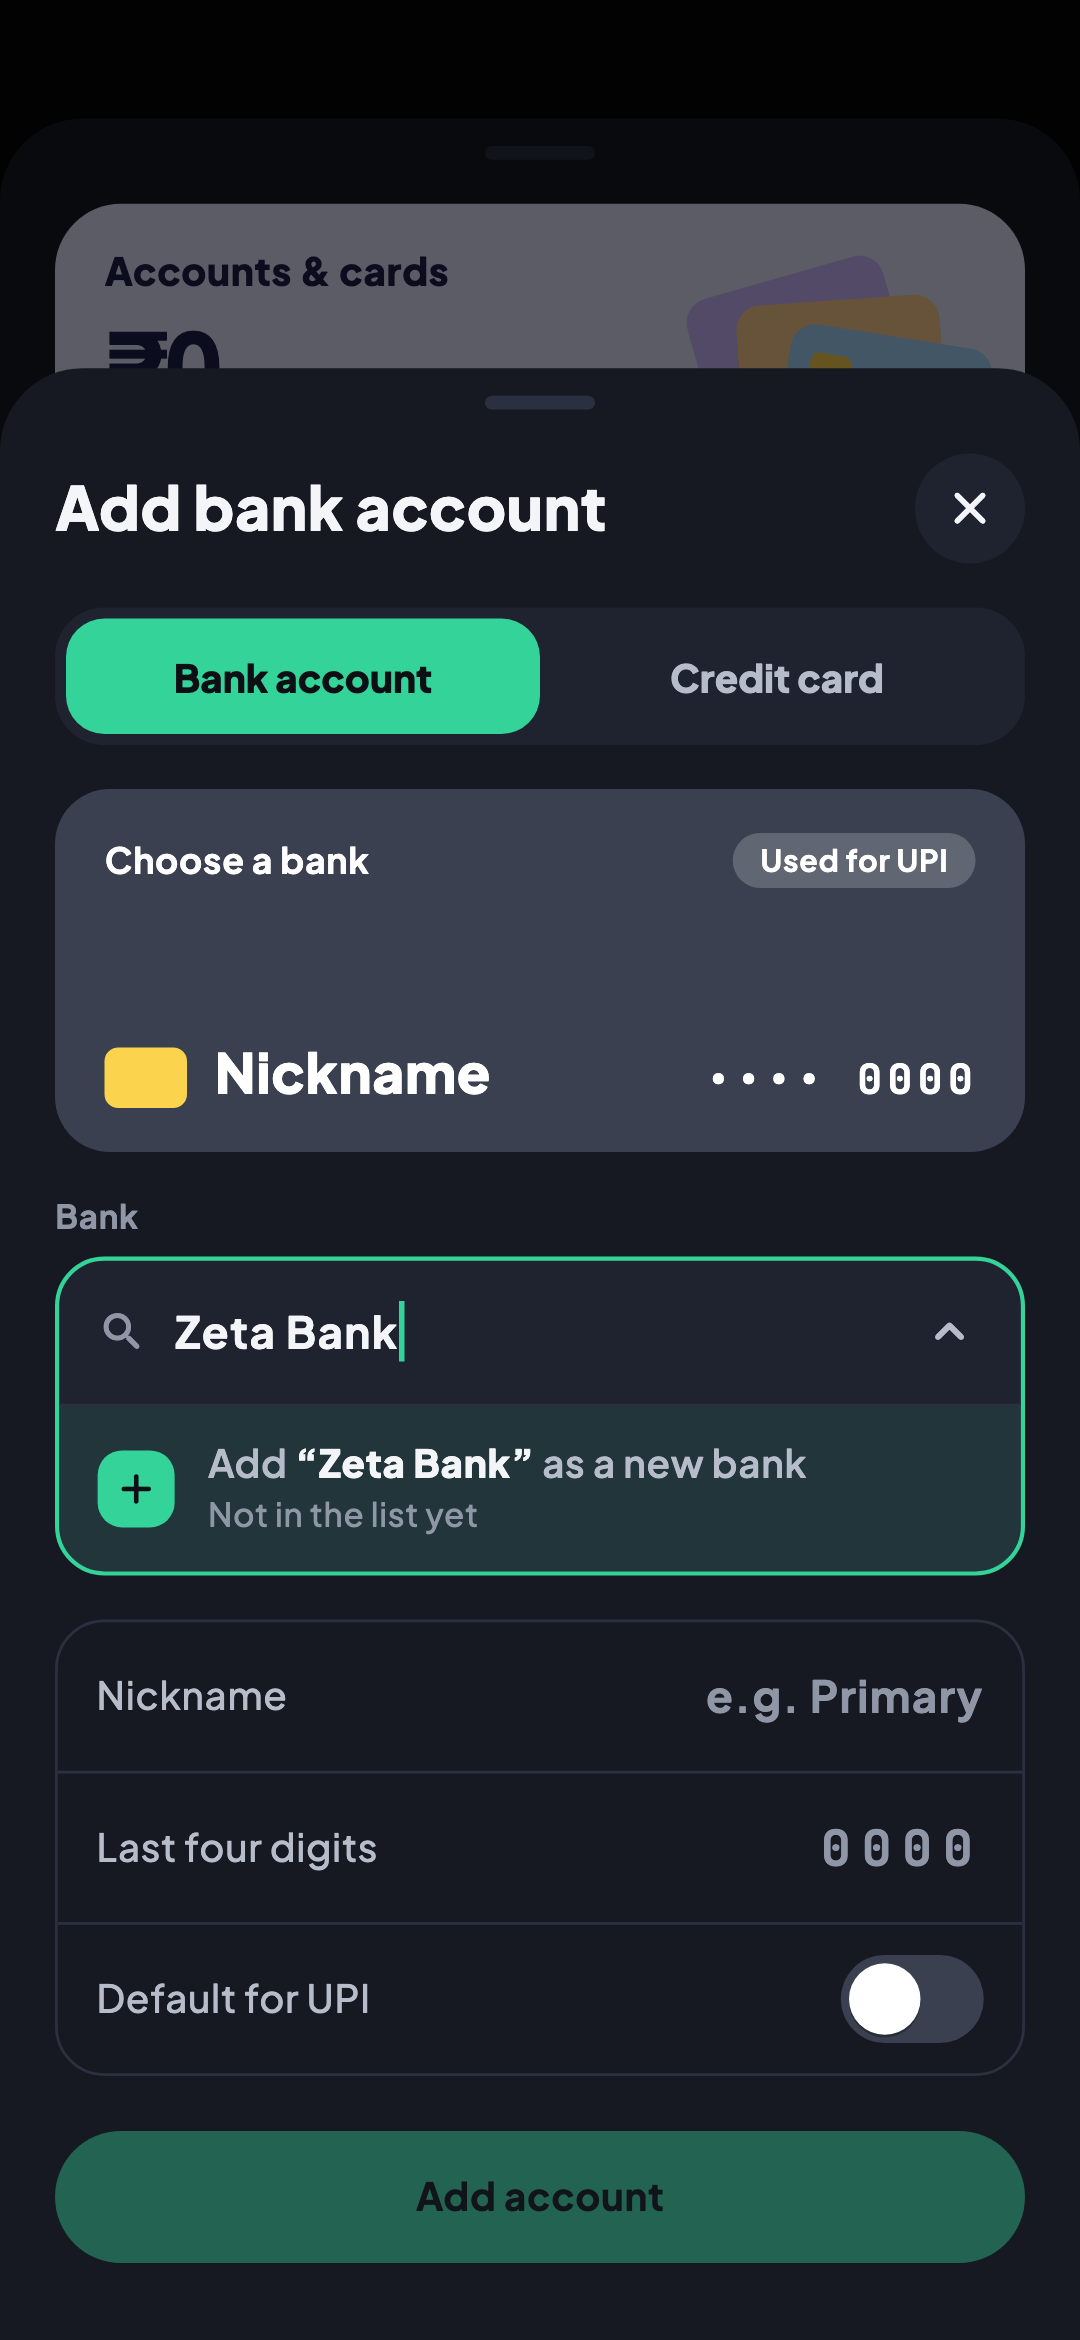 Accounts & cards
₹0
Add bank account
Bank account
Credit card
Choose a bank
Used for UPI
Nickname
•••• 0000
Bank
Zeta Bank
Add “Zeta Bank” as a new bank
Not in the list yet
Nickname
e.g. Primary
Last four digits
0000
Default for UPI
Add account